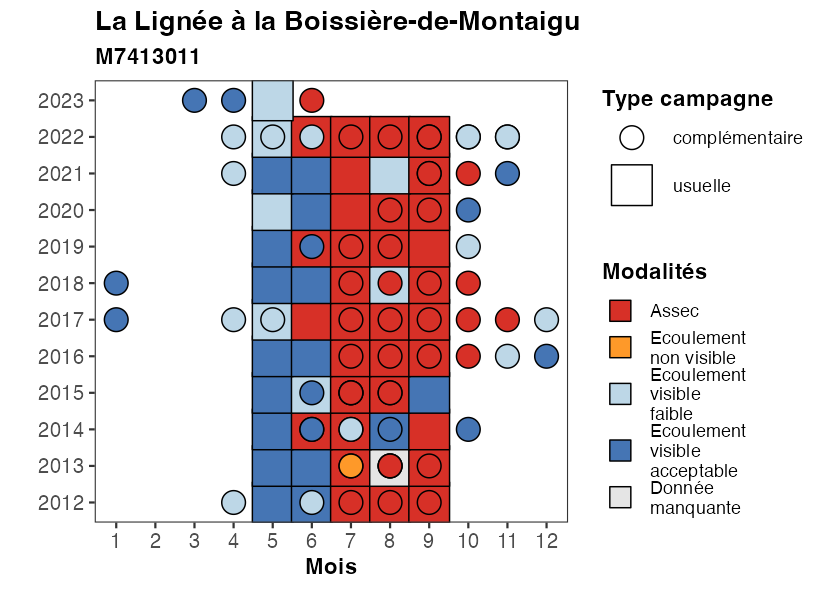 La Lignée à la Boissière-de-Montaigu
M7413011
2023
2022
2021
2020
2019
2018
2017
2016
2015
2014
2013
2012
1 2 3 4 5 6 7 8 9 10 11 12
Mois
Type campagne
complémentaire
usuelle
Modalités
Assec
Ecoulement
non visible
Ecoulement
visible
faible
Ecoulement
visible
acceptable
Donnée
manquante